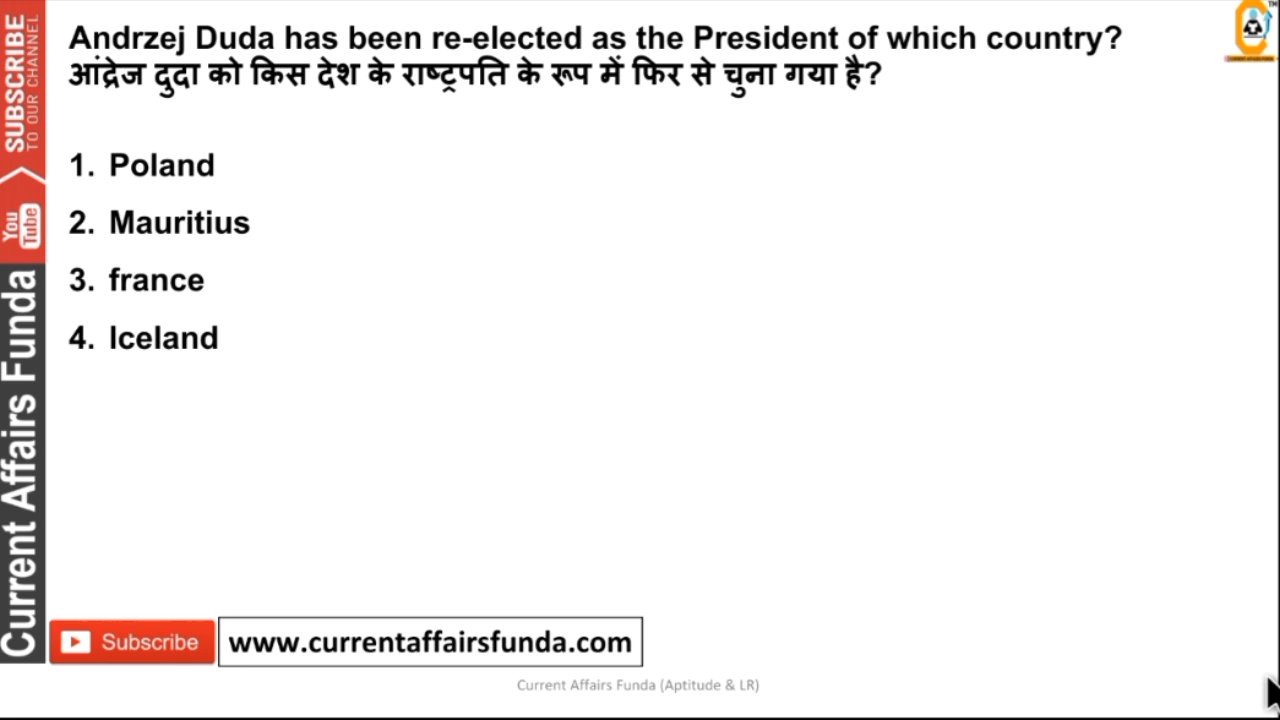 Andrzej Duda has been re-elected as the President of which country?
आंद्रेज दुदा को किस देश के राष्ट्रपति के रूप में फिर से चुना गया है?
1. Poland
2. Mauritius
3. france
4. Iceland
SUBSCRIBE
TO OUR CHANNEL
You
Tube
Current Affairs Funda
Subscribe
www.currentaffairsfunda.com
Current Affairs Funda (Aptitude & LR)
TM